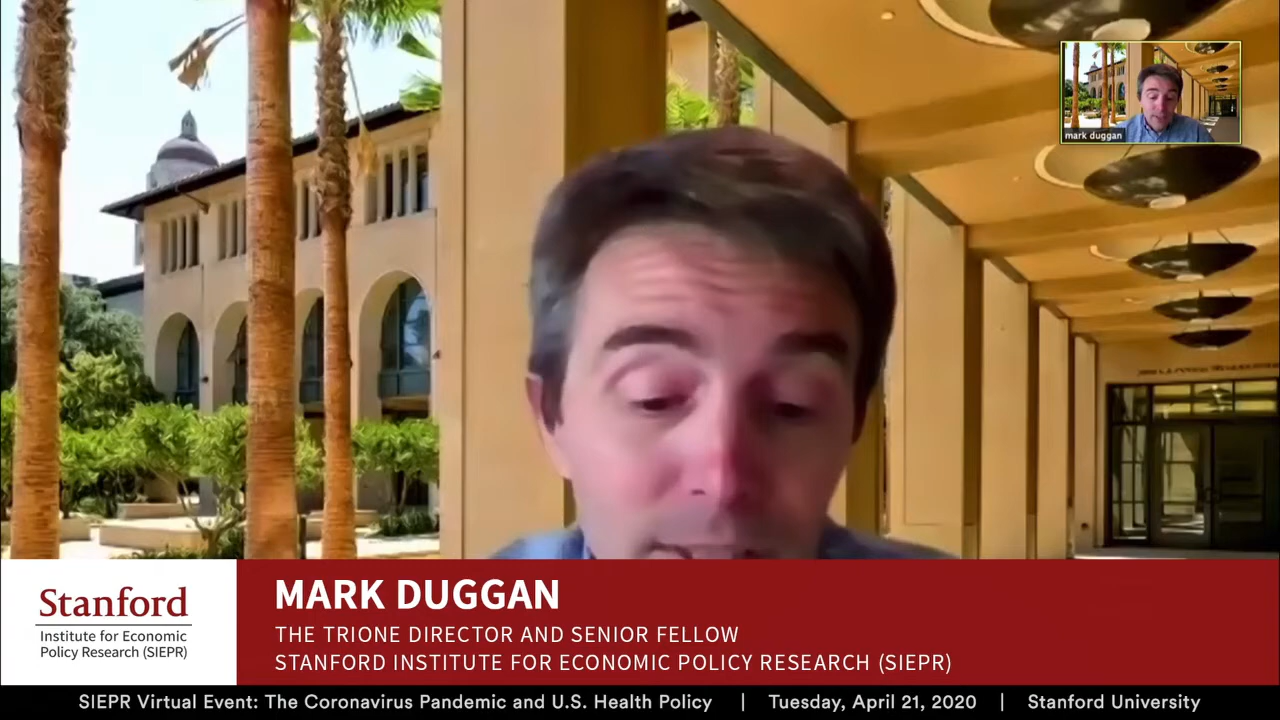 mark duggan
Stanford
Institute for Economic
Policy Research (SIEPR)
MARK DUGGAN
THE TRIONE DIRECTOR AND SENIOR FELLOW
STANFORD INSTITUTE FOR ECONOMIC POLICY RESEARCH (SIEPR)
SIEPR Virtual Event: The Coronavirus Pandemic and U.S. Health Policy | Tuesday, April 21, 2020 | Stanford University